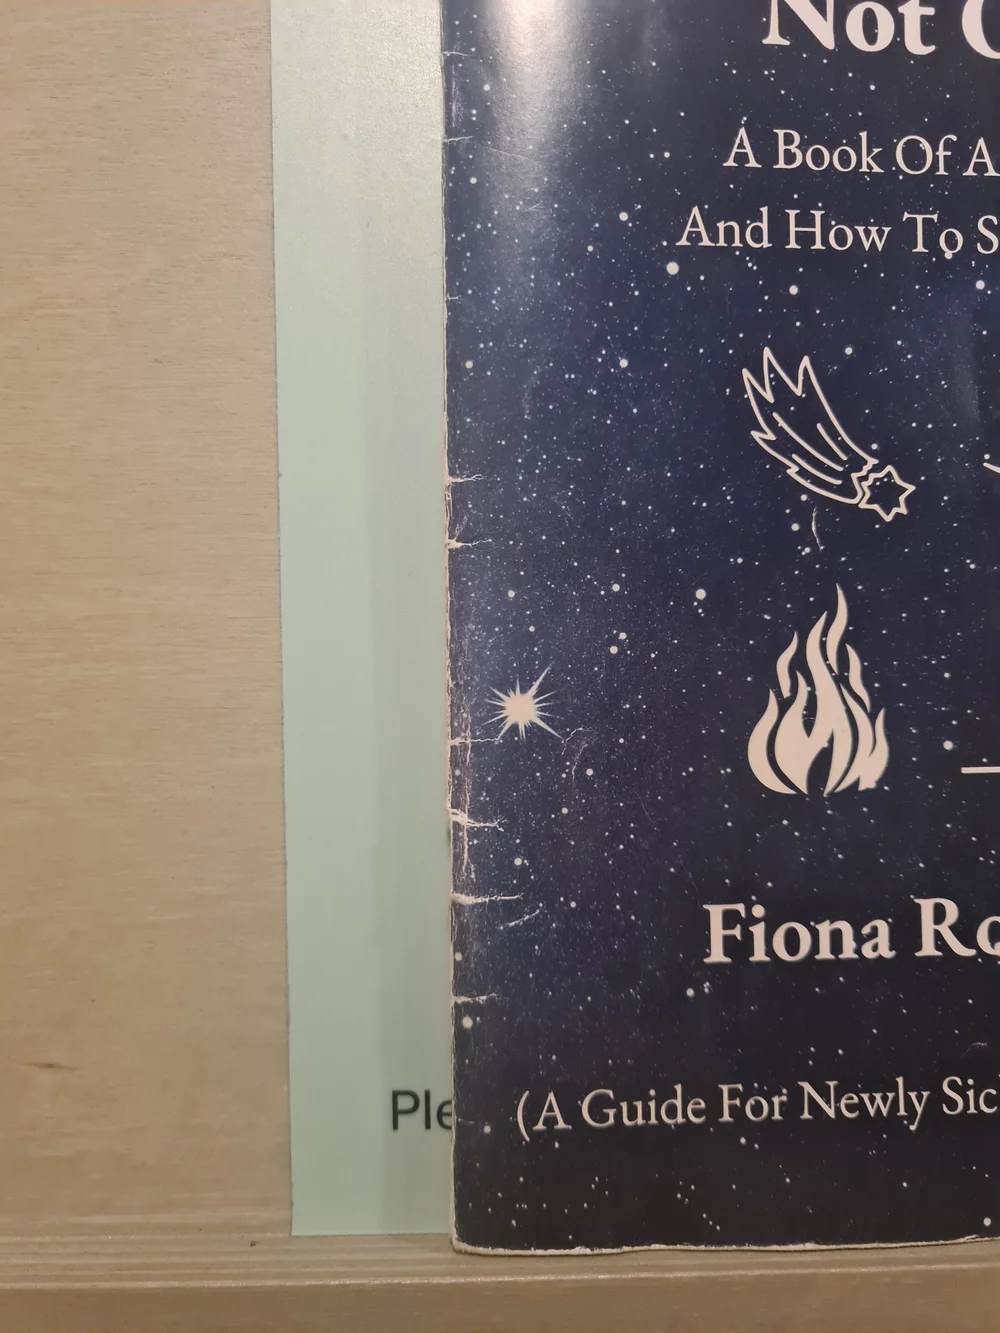 Not
A Book Of A
And How To S
Fiona Ro
Ple
(A Guide For Newly Sic